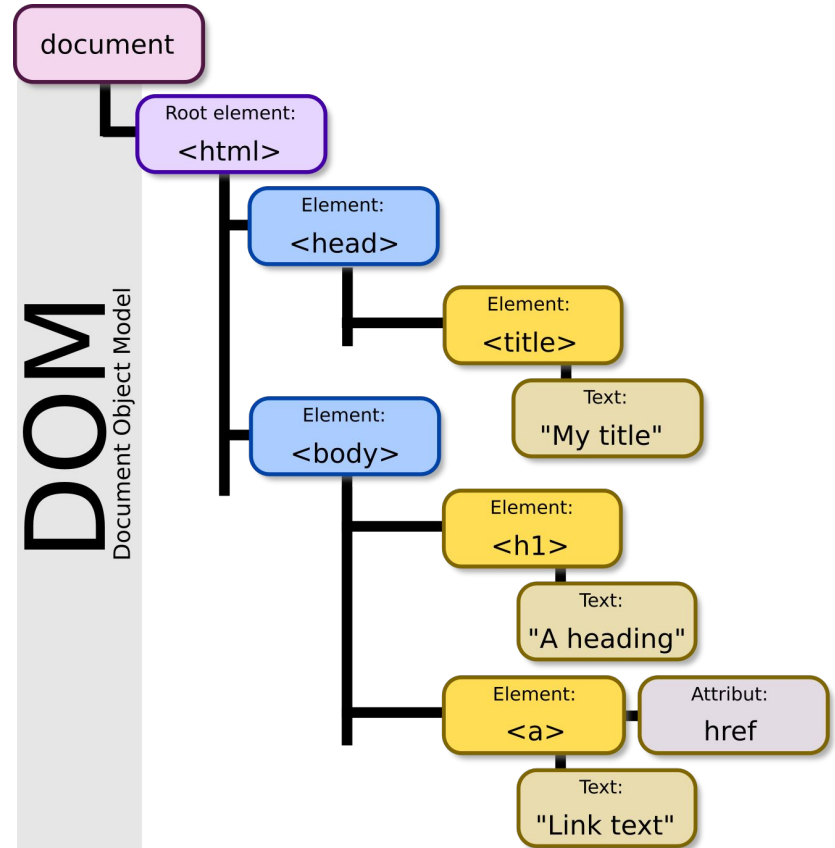 document
Root element:
<html>
Element:
<head>
Element:
<title>
Text:
"My title"
DOM
Document Object Model
Element:
<body>
Element:
<h1>
Text:
"A heading"
Element:
<a>
Attribut:
href
Text:
"Link text"